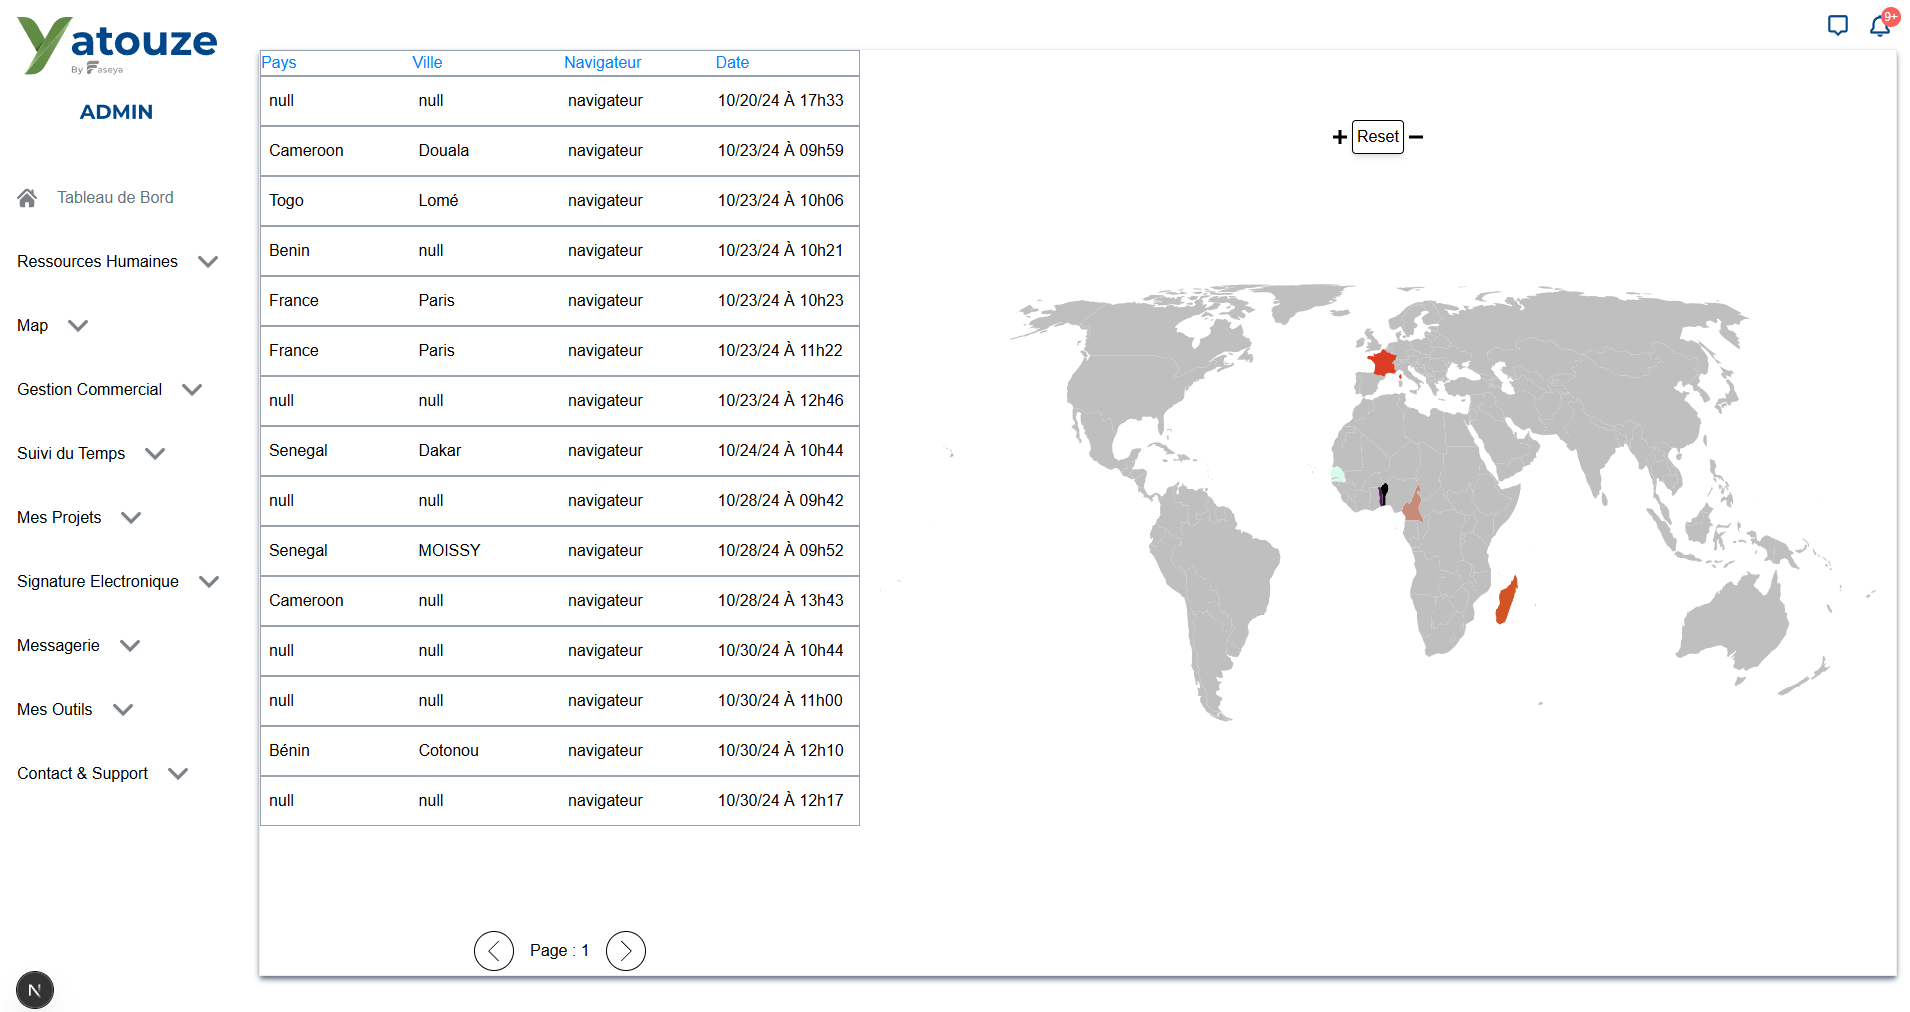 Yatouze
By Faseya
ADMIN
Tableau de Bord
Ressources Humaines
Map
Gestion Commercial
Suivi du Temps
Mes Projets
Signature Electronique
Messagerie
Mes Outils
Contact & Support
N
9+
Pays Ville Navigateur Date
null null navigateur 10/20/24 À 17h33
Cameroon Douala navigateur 10/23/24 À 09h59
Togo Lomé navigateur 10/23/24 À 10h06
Benin null navigateur 10/23/24 À 10h21
France Paris navigateur 10/23/24 À 10h23
France Paris navigateur 10/23/24 À 11h22
null null navigateur 10/23/24 À 12h46
Senegal Dakar navigateur 10/24/24 À 10h44
null null navigateur 10/28/24 À 09h42
Senegal MOISSY navigateur 10/28/24 À 09h52
Cameroon null navigateur 10/28/24 À 13h43
null null navigateur 10/30/24 À 10h44
null null navigateur 10/30/24 À 11h00
Bénin Cotonou navigateur 10/30/24 À 12h10
null null navigateur 10/30/24 À 12h17
Page : 1
+ Reset −